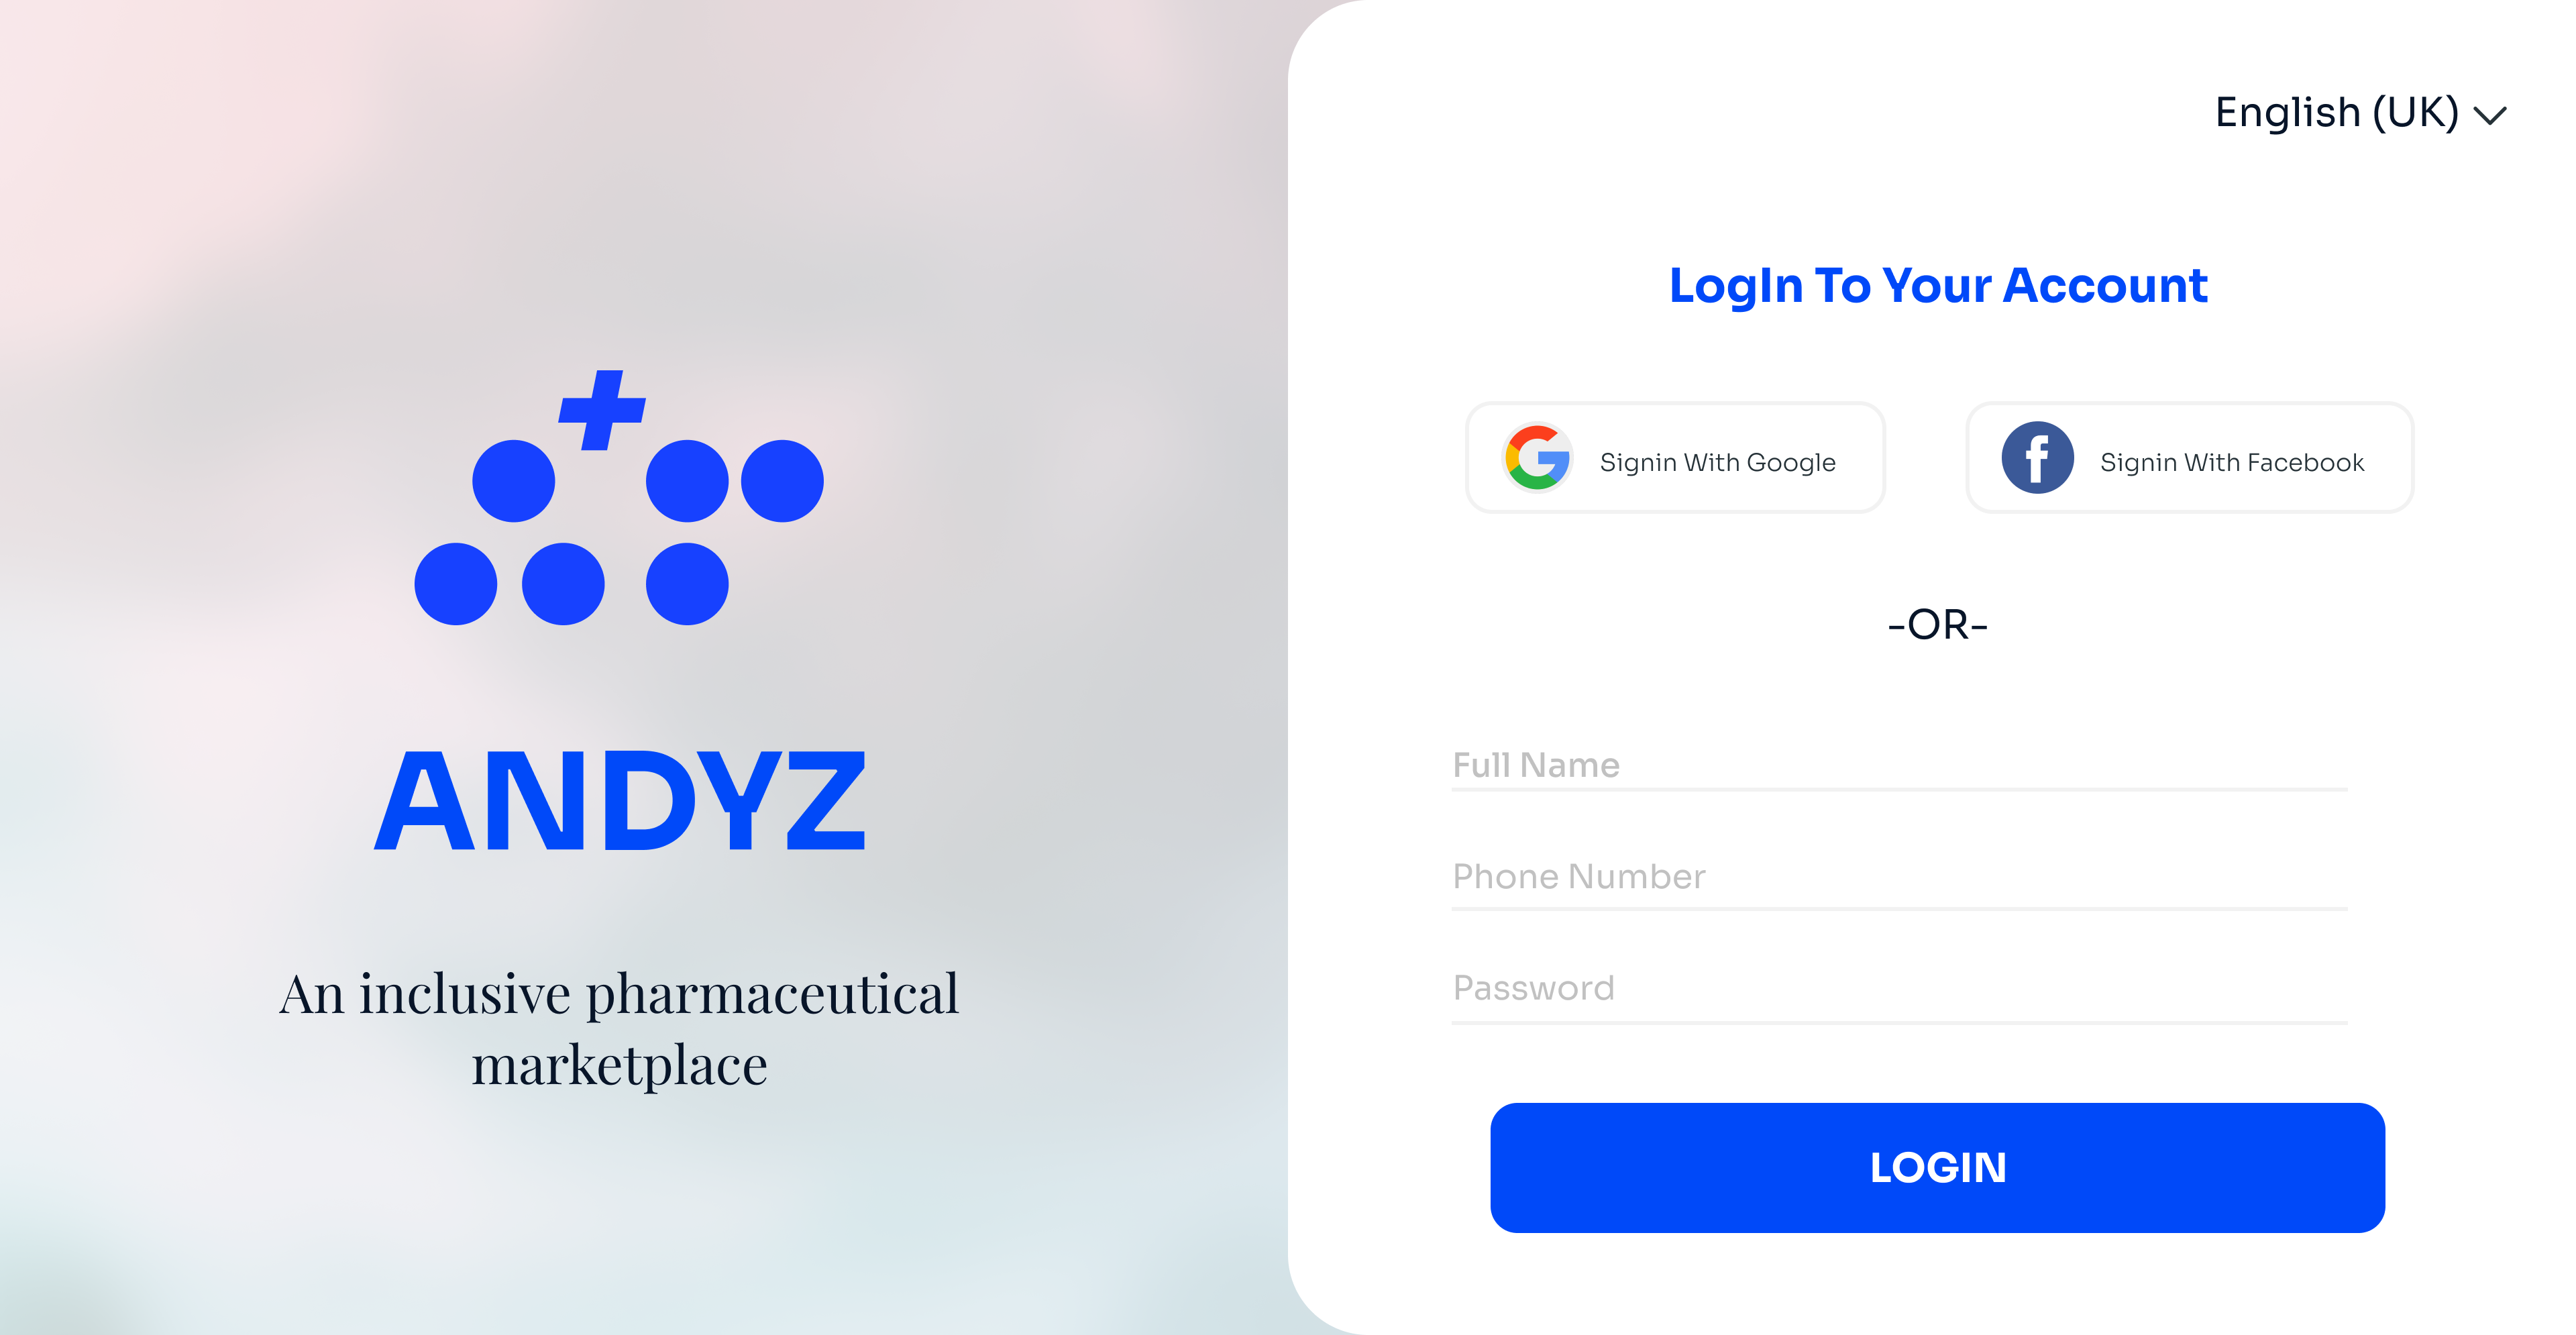 English (UK)
LogIn To Your Account
Signin With Google
Signin With Facebook
-OR-
Full Name
Phone Number
Password
LOGIN
ANDYZ
An inclusive pharmaceutical
marketplace